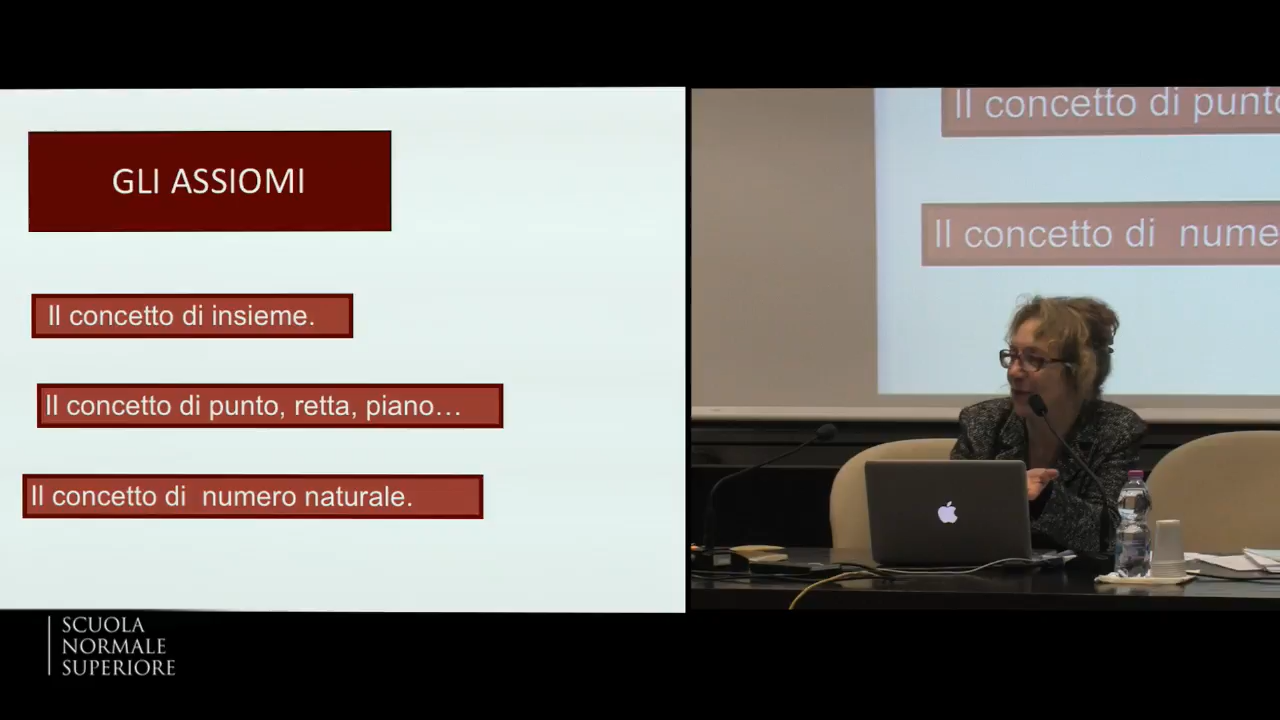 GLI ASSIOMI
Il concetto di insieme.
Il concetto di punto, retta, piano…
Il concetto di numero naturale.
Il concetto di punto
Il concetto di nume
SCUOLA
NORMALE
SUPERIORE